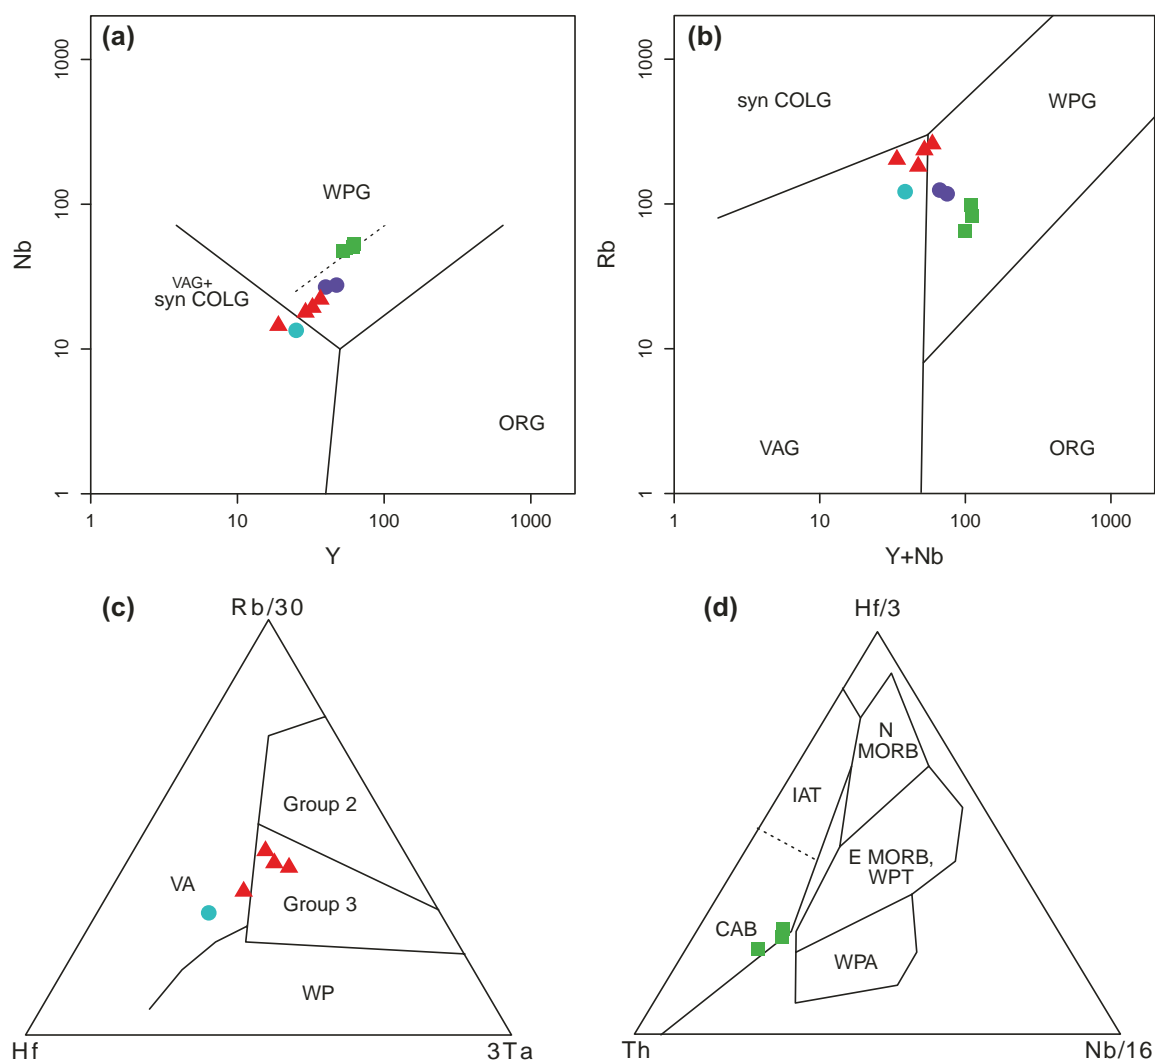 (a)
1000
100
10
1
Nb
WPG
VAG+
syn COLG
ORG
1
10
100
1000
Y
(b)
1000
100
10
1
Rb
syn COLG
WPG
VAG
ORG
1
10
100
1000
Y+Nb
(c)
Rb/30
Group 2
VA
Group 3
WP
Hf
3Ta
(d)
Hf/3
N
MORB
IAT
E MORB,
WPT
CAB
WPA
Th
Nb/16